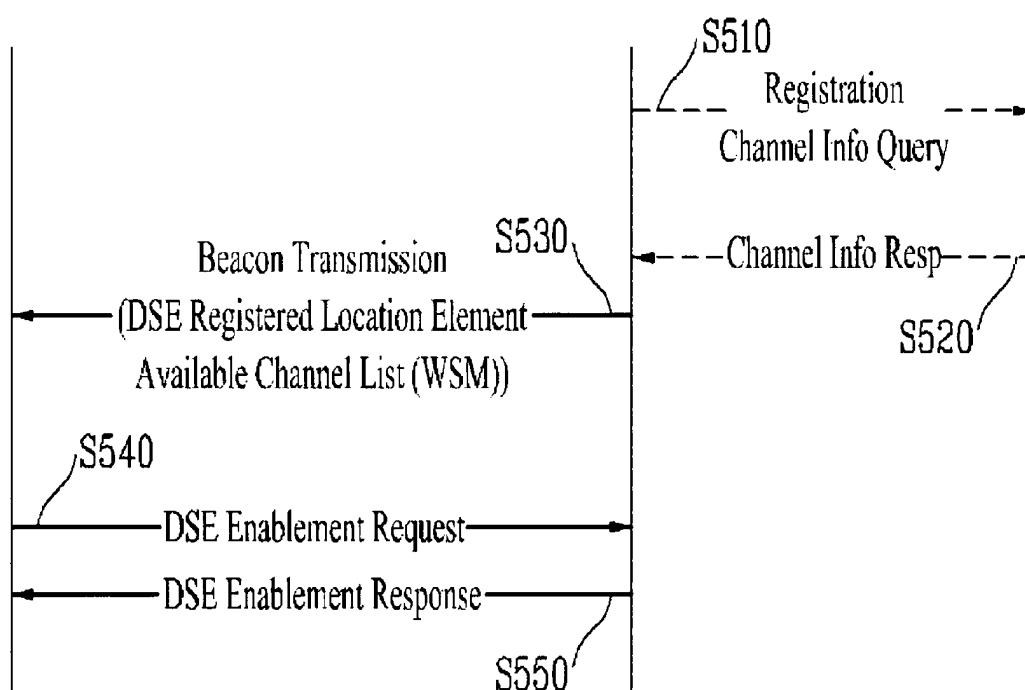 S510
Registration
Channel Info Query
Channel Info Resp
S520
S530
Beacon Transmission
(DSE Registered Location Element
Available Channel List (WSM))
S540
DSE Enablement Request
DSE Enablement Response
S550